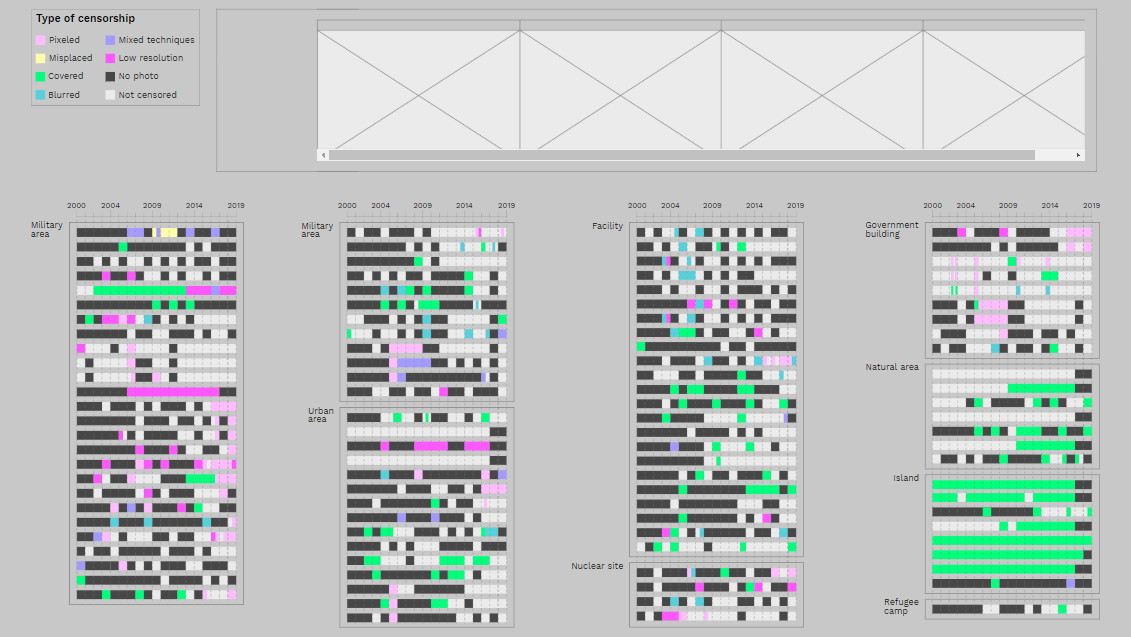 Type of censorship
Pixeled
Mixed techniques
Misplaced
Low resolution
Covered
No photo
Blurred
Not censored
2000 2004 2009 2014 2019
Military
area
2000 2004 2009 2014 2019
Military
area
Urban
area
2000 2004 2009 2014 2019
Facility
Nuclear site
2000 2004 2009 2014 2019
Government
building
Natural area
Island
Refugee
camp